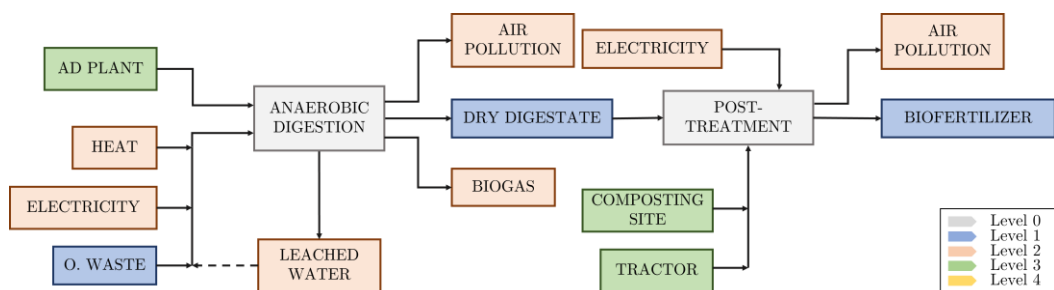 AD PLANT
HEAT
ELECTRICITY
O. WASTE
ANAEROBIC
DIGESTION
LEACHED
WATER
AIR
POLLUTION
DRY DIGESTATE
BIOGAS
ELECTRICITY
POST-
TREATMENT
COMPOSTING
SITE
TRACTOR
AIR
POLLUTION
BIOFERTILIZER
Level 0
Level 1
Level 2
Level 3
Level 4